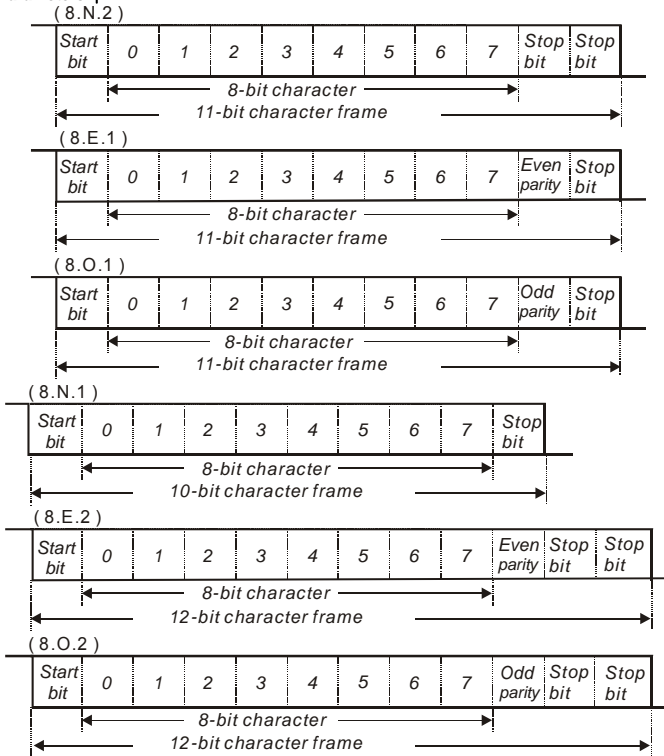 ( 8.N.2 )
Start bit 0 1 2 3 4 5 6 7 Stop bit Stop bit
8-bit character
11-bit character frame
( 8.E.1 )
Start bit 0 1 2 3 4 5 6 7 Even parity Stop bit
8-bit character
11-bit character frame
( 8.O.1 )
Start bit 0 1 2 3 4 5 6 7 Odd parity Stop bit
8-bit character
11-bit character frame
( 8.N.1 )
Start bit 0 1 2 3 4 5 6 7 Stop bit
8-bit character
10-bit character frame
( 8.E.2 )
Start bit 0 1 2 3 4 5 6 7 Even parity Stop bit Stop bit
8-bit character
12-bit character frame
( 8.O.2 )
Start bit 0 1 2 3 4 5 6 7 Odd parity Stop bit Stop bit
8-bit character
12-bit character frame